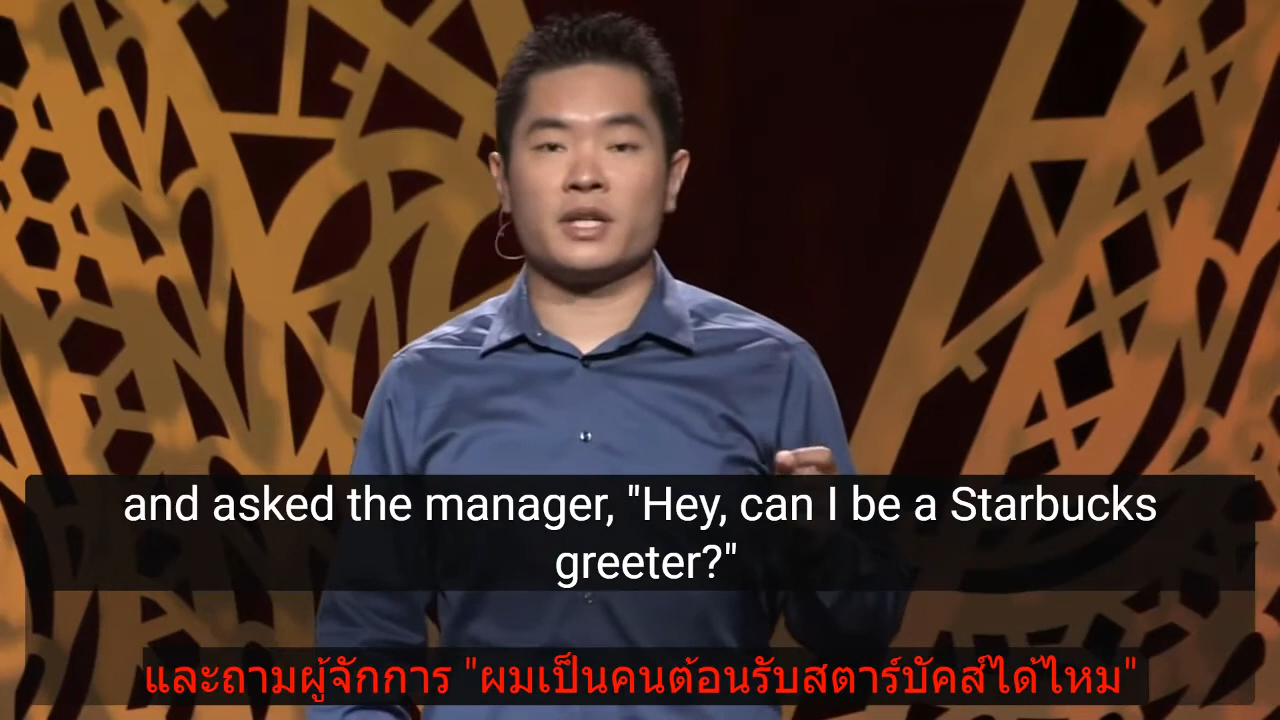 and asked the manager, "Hey, can I be a Starbucks
greeter?"
และถามผู้จัดการ "ผมเป็นคนต้อนรับสตาร์บัคส์ได้ไหม"